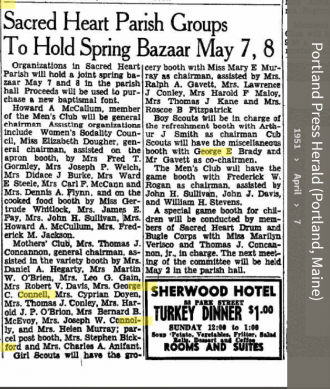 Sacred Heart Parish Groups
To Hold Spring Bazaar May 7, 8
Organizations in Sacred Heart
Parish will hold a joint spring ba-
zaar May 7 and 8 in the parish
hall Proceeds will be used to pur-
chase a new baptismal font.
Howard A McCallum, member
of the Men's Club will be general
chairman Assisting organizations
include Women's Sodality Coun-
cil, Miss Elizabeth Dougher, gen-
eral chairman, assisted on the
apron booth, by Mrs Fred T.
Gormley, Mrs Joseph P. Welch,
Mrs Didace J. Burke, Mrs Ward
E Steele, Mrs Carl P. McCann and
Mrs. Dennis A. Flynn, and on the
cooked food booth by Miss Ger-
trude Whitlock, Mrs. James E.
Fay, Mrs. John H. Sullivan, Mrs.
Howard A. McCallum, Mrs. Fred-
erick M. Jackson.
Mothers' Club, Mrs. Thomas J.
Concannon, general chairman, as-
sisted in the variety booth by Mrs.
Daniel A. Hegarty, Mrs Martin
W. O'Brien, Mrs. Leo G. Gain,
Mrs Robert V. Davis, Mrs. George
C. Connell, Mrs. Cyprian Doyen,
Mrs. Thomas J. Conley, Mrs. Har-
old J. P. O'Brion, Mrs Bernard B.
McEvoy, Mrs. Joseph W. Connol-
ly, and Mrs. Helen Murray; par-
cel post booth, Mrs. Stephen Bick-
ford, and Mrs. Charles A. Anifant.
Girl Scouts will have the gro-
cery booth with Miss Mary E Mur-
ray as chairman, assisted by Mrs.
Ralph A. Gavett, Mrs. Lawrence
J Conley, Mrs Harold F Maloy,
Mrs Thomas J Kane and Mrs.
Roscoe B Fitzpatrick
Boy Scouts will be in charge of
the refreshment booth with Arth-
ur J Smith as chairman Cub
Scouts will have the miscellaneous
booth with George E Brady and
Mr Gavett as co-chairmen.
The Men's Club will have the
game booth with Frederick W.
Rogan as chairman, assisted by
John H. Sullivan, John J. Davis,
and William H. Stevens.
A special game booth for chil-
dren will be conducted by mem-
bers of Sacred Heart Drum and
Bugle Corps with Miss Marilyn
Verisco and Thomas J. Concan-
non, Jr., in charge. The next meet-
ing of the committee will be held
May 2 in the parish hall.
SHERWOOD HOTEL
PARK STREET
TURKEY DINNER $1.00
SUNDAY 12:00 to
Soup, Potato, Vegetables, Fritter, Salad
Rolls, Dessert and Coffee
ROOMS AND SUITES
Portland Press Herald (Portland, Maine)
1951 > April > 7